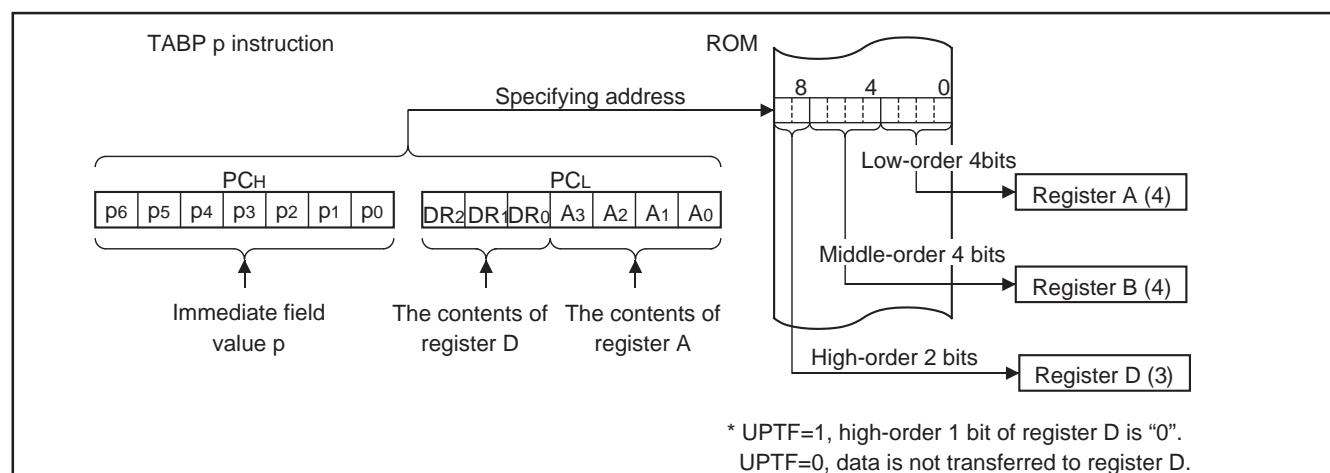 TABP p instruction
ROM
8 4 0
Specifying address
Low-order 4bits
PCH
PCL
p6 p5 p4 p3 p2 p1 p0
DR2 DR1 DR0 A3 A2 A1 A0
Register A (4)
Middle-order 4 bits
Register B (4)
Immediate field
value p
The contents of
register D
The contents of
register A
High-order 2 bits
Register D (3)
* UPTF=1, high-order 1 bit of register D is “0”.
UPTF=0, data is not transferred to register D.